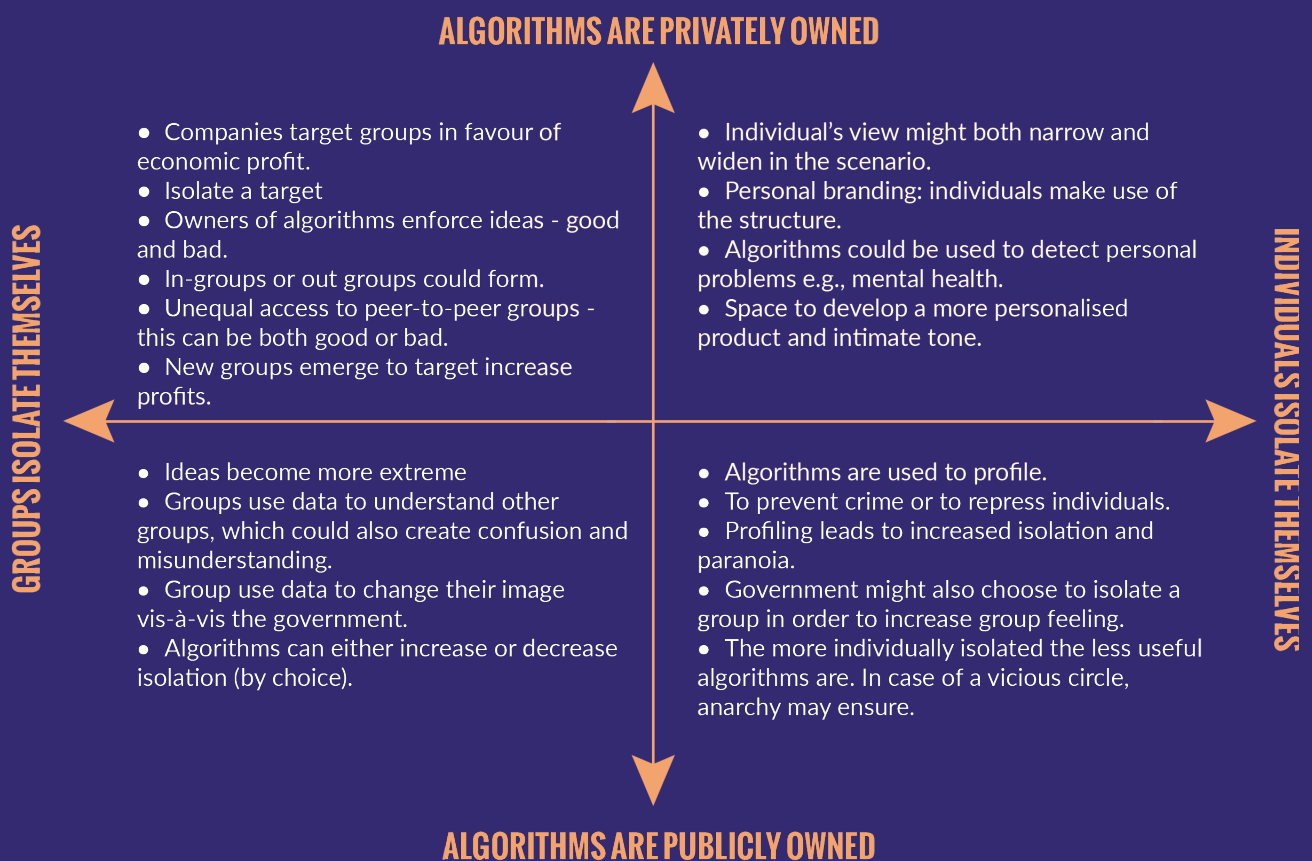 ALGORITHMS ARE PRIVATELY OWNED
● Companies target groups in favour of
economic profit.
● Isolate a target
● Owners of algorithms enforce ideas - good
and bad.
● In-groups or out groups could form.
● Unequal access to peer-to-peer groups -
this can be both good or bad.
● New groups emerge to target increase
profits.
● Individual’s view might both narrow and
widen in the scenario.
● Personal branding: individuals make use of
the structure.
● Algorithms could be used to detect personal
problems e.g., mental health.
● Space to develop a more personalised
product and intimate tone.
GROUPS ISOLATE THEMSELVES
INDIVIDUALS ISOLATE THEMSELVES
● Ideas become more extreme
● Groups use data to understand other
groups, which could also create confusion and
misunderstanding.
● Group use data to change their image
vis-à-vis the government.
● Algorithms can either increase or decrease
isolation (by choice).
● Algorithms are used to profile.
● To prevent crime or to repress individuals.
● Profiling leads to increased isolation and
paranoia.
● Government might also choose to isolate a
group in order to increase group feeling.
● The more individually isolated the less useful
algorithms are. In case of a vicious circle,
anarchy may ensure.
ALGORITHMS ARE PUBLICLY OWNED